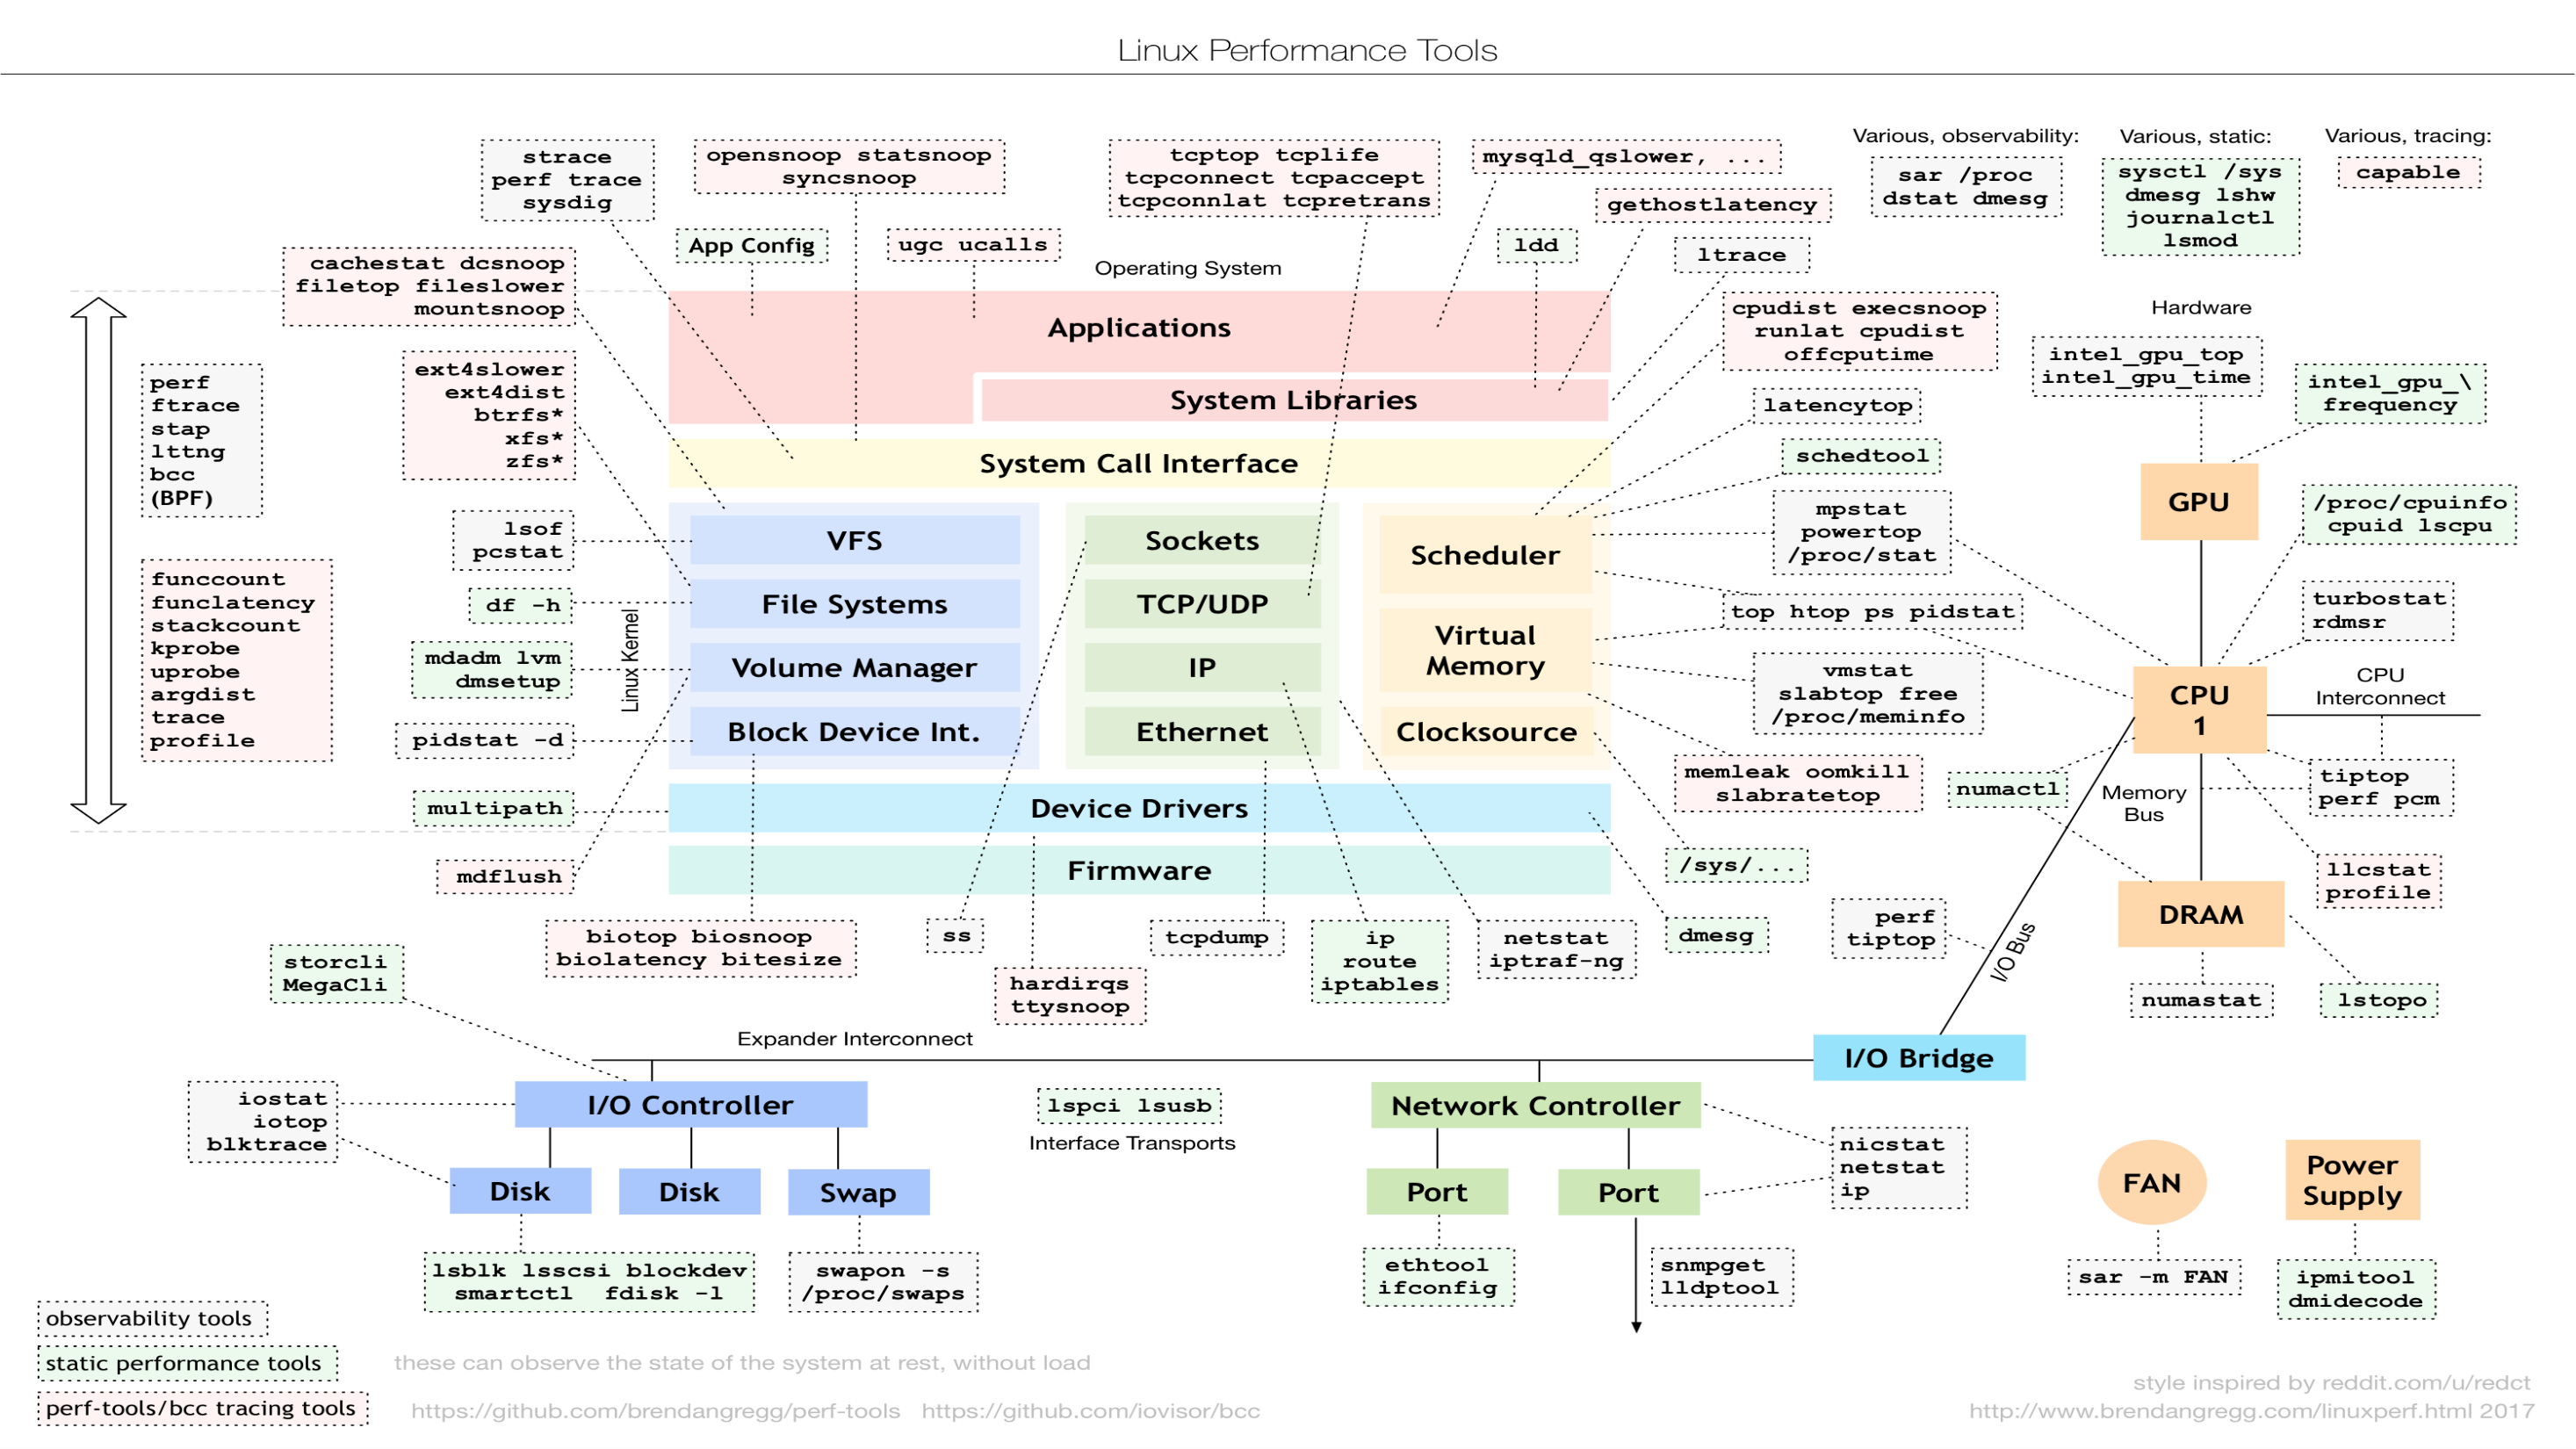 Linux Performance Tools
strace
perf trace
sysdig
opensnoop statsnoop
syncsnoop
tcptop tcplife
tcpconnect tcpaccept
tcpconnlat tcpretrans
mysqld_qslower, ...
gethostlatency
Various, observability:
sar /proc
dstat dmesg
Various, static:
sysctl /sys
dmesg lshw
journalctl
lsmod
Various, tracing:
capable
App Config
ugc ucalls
Operating System
ldd
ltrace
cachestat dcsnoop
filetop fileslower
mountsnoop
ext4slower
ext4dist
btrfs*
xfs*
zfs*
perf
ftrace
stap
lttng
bcc
(BPF)
funccount
funclatency
stackcount
kprobe
uprobe
argdist
trace
profile
lsof
pcstat
df -h
mdadm lvm
dmsetup
pidstat -d
multipath
mdflush
Linux Kernel
Applications
System Libraries
System Call Interface
VFS
File Systems
Volume Manager
Block Device Int.
Sockets
TCP/UDP
IP
Ethernet
Scheduler
Virtual
Memory
Clocksource
Device Drivers
Firmware
cpudist execsnoop
runlat cpudist
offcputime
latencytop
schedtool
mpstat
powertop
/proc/stat
top htop ps pidstat
vmstat
slabtop free
/proc/meminfo
memleak oomkill
slabratetop
/sys/...
dmesg
Hardware
intel_gpu_top
intel_gpu_time
intel_gpu_\
frequency
GPU
/proc/cpuinfo
cpuid lscpu
turbostat
rdmsr
CPU
1
CPU
Interconnect
numactl
Memory
Bus
tiptop
perf pcm
llcstat
profile
DRAM
perf
tiptop
I/O Bus
numastat
lstopo
biotop biosnoop
biolatency bitesize
ss
hardirqs
ttysnoop
tcpdump
ip
route
iptables
netstat
iptraf-ng
storcli
MegaCli
Expander Interconnect
I/O Bridge
iostat
iotop
blktrace
I/O Controller
Disk
Disk
Swap
lsblk lsscsi blockdev
smartctl  fdisk -l
swapon -s
/proc/swaps
lspci lsusb
Interface Transports
Network Controller
Port
Port
nicstat
netstat
ip
ethtool
ifconfig
snmpget
lldptool
FAN
sar -m FAN
Power
Supply
ipmitool
dmidecode
observability tools
static performance tools
these can observe the state of the system at rest, without load
perf-tools/bcc tracing tools
https://github.com/brendangregg/perf-tools   https://github.com/iovisor/bcc
style inspired by reddit.com/u/redct
http://www.brendangregg.com/linuxperf.html 2017